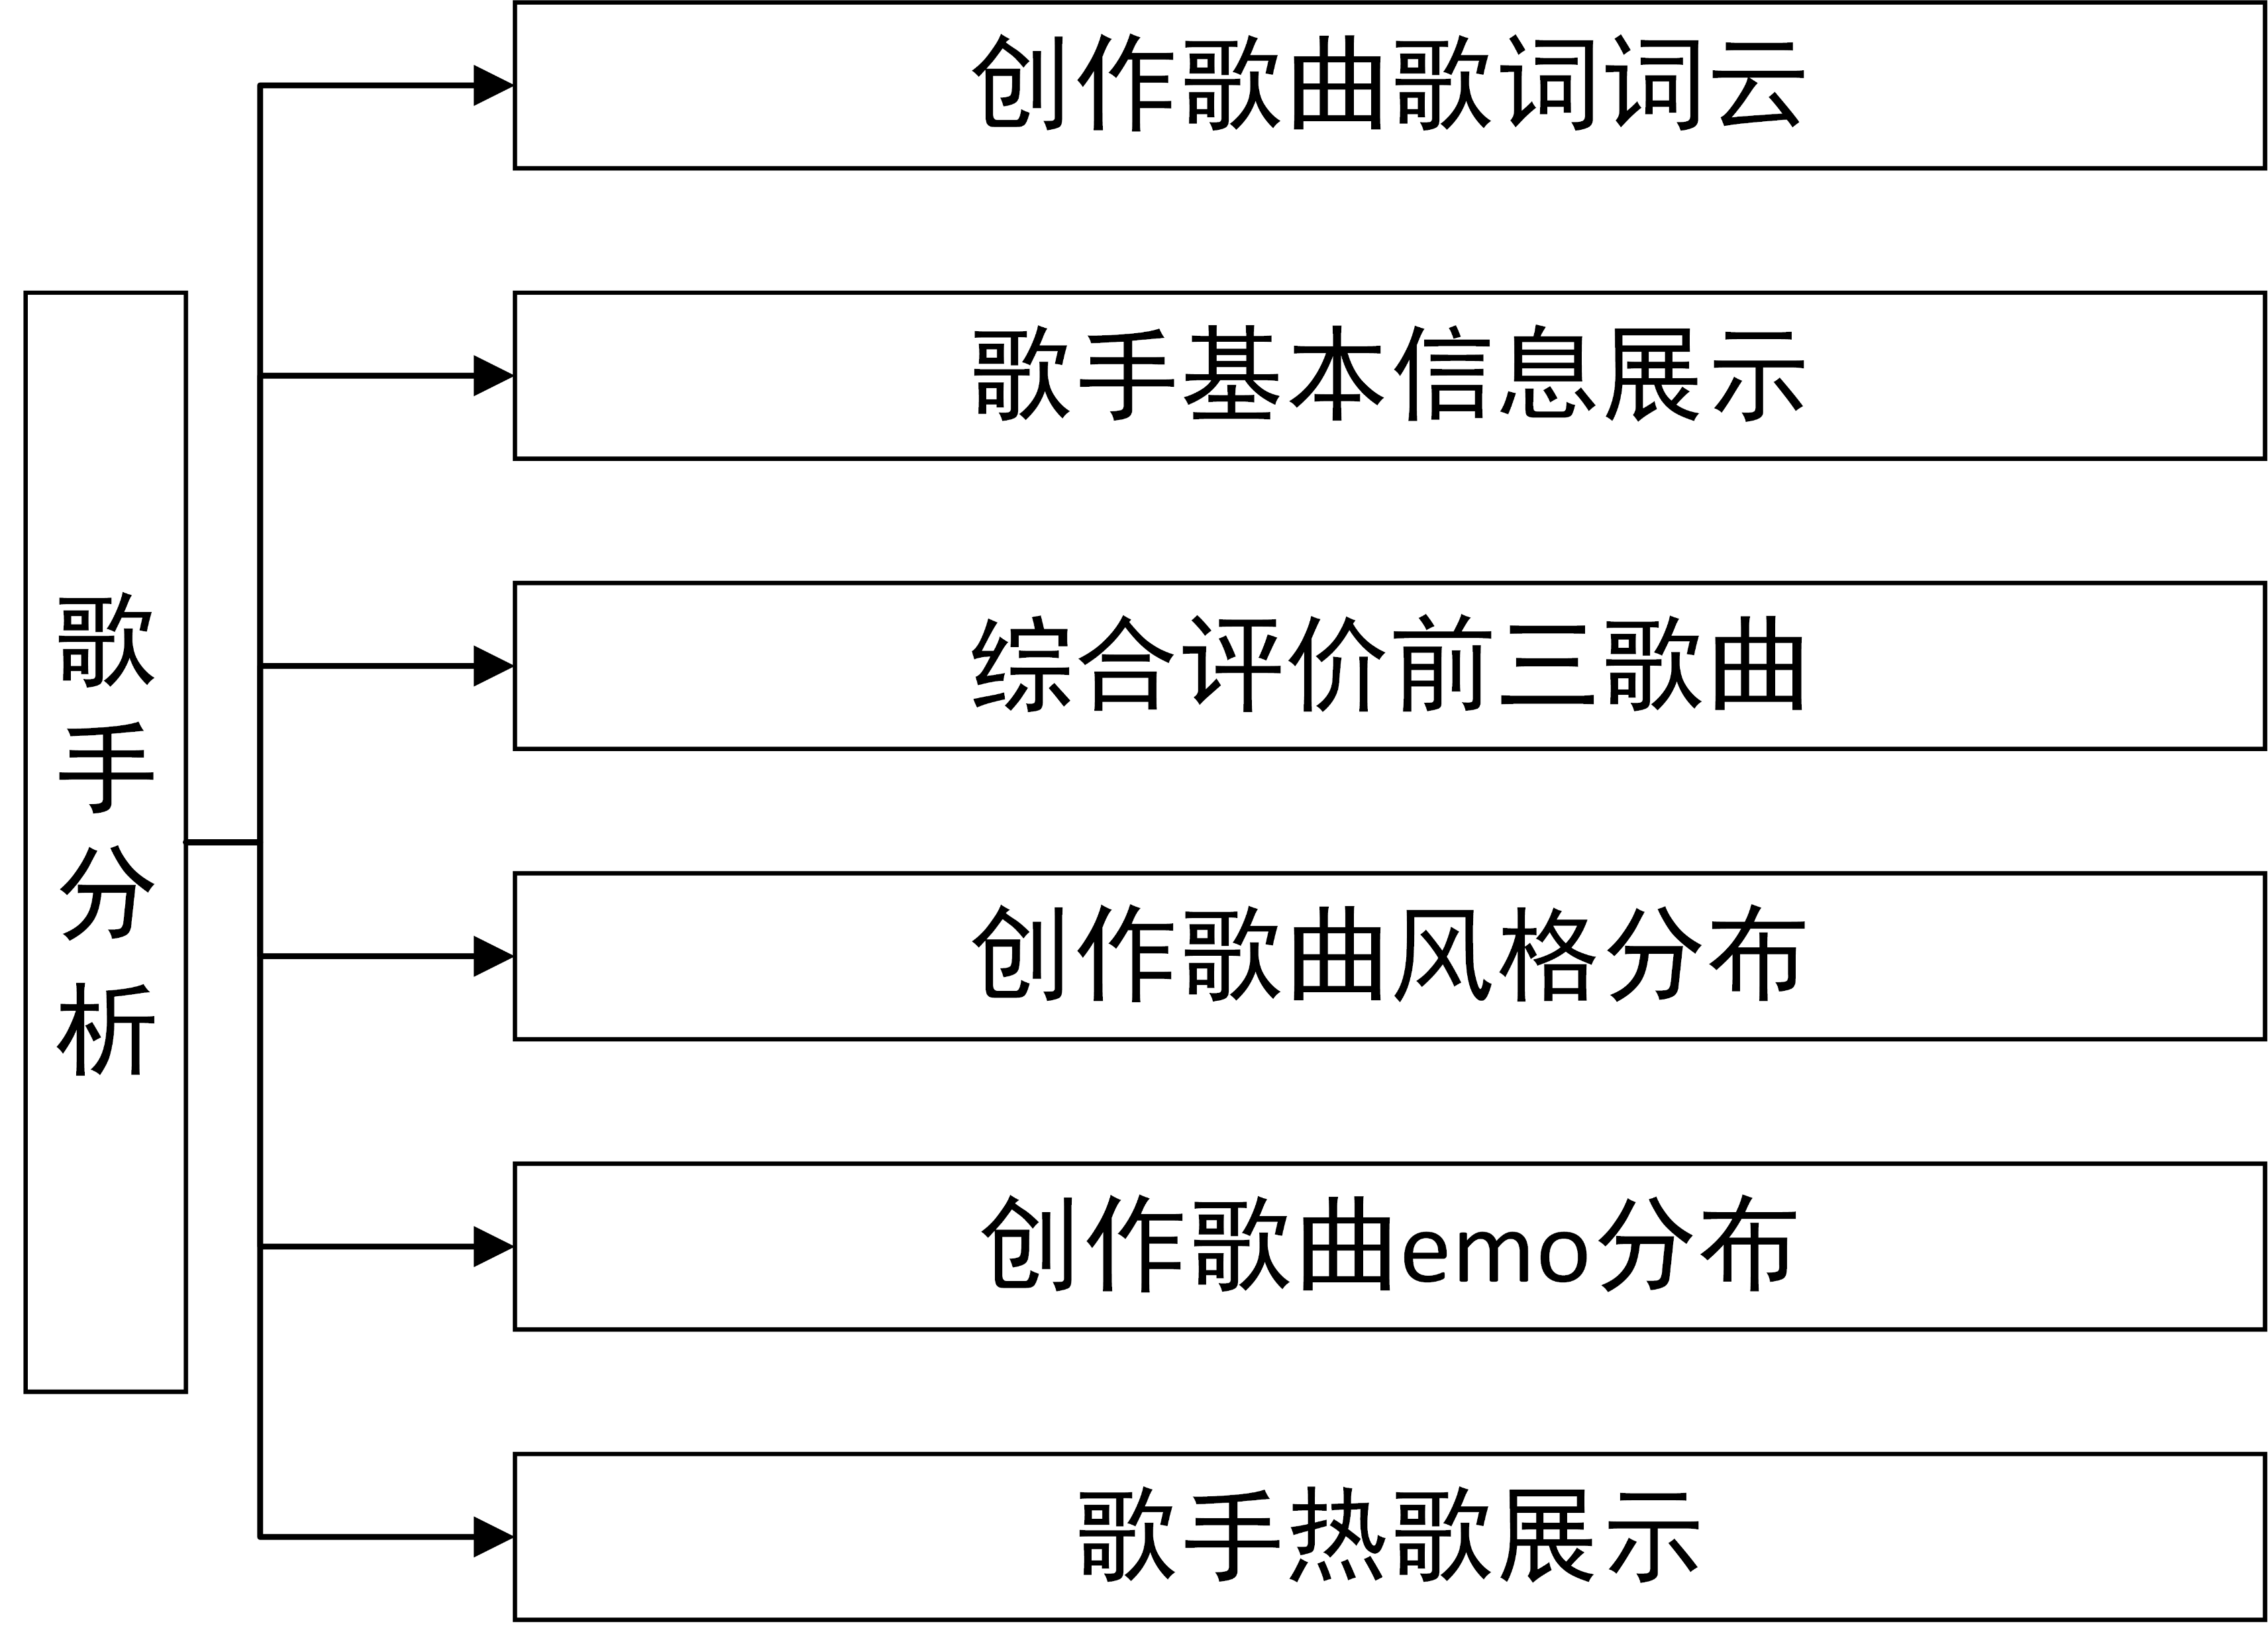 歌手分析
创作歌曲歌词词云
歌手基本信息展示
综合评价前三歌曲
创作歌曲风格分布
创作歌曲emo分布
歌手热歌展示